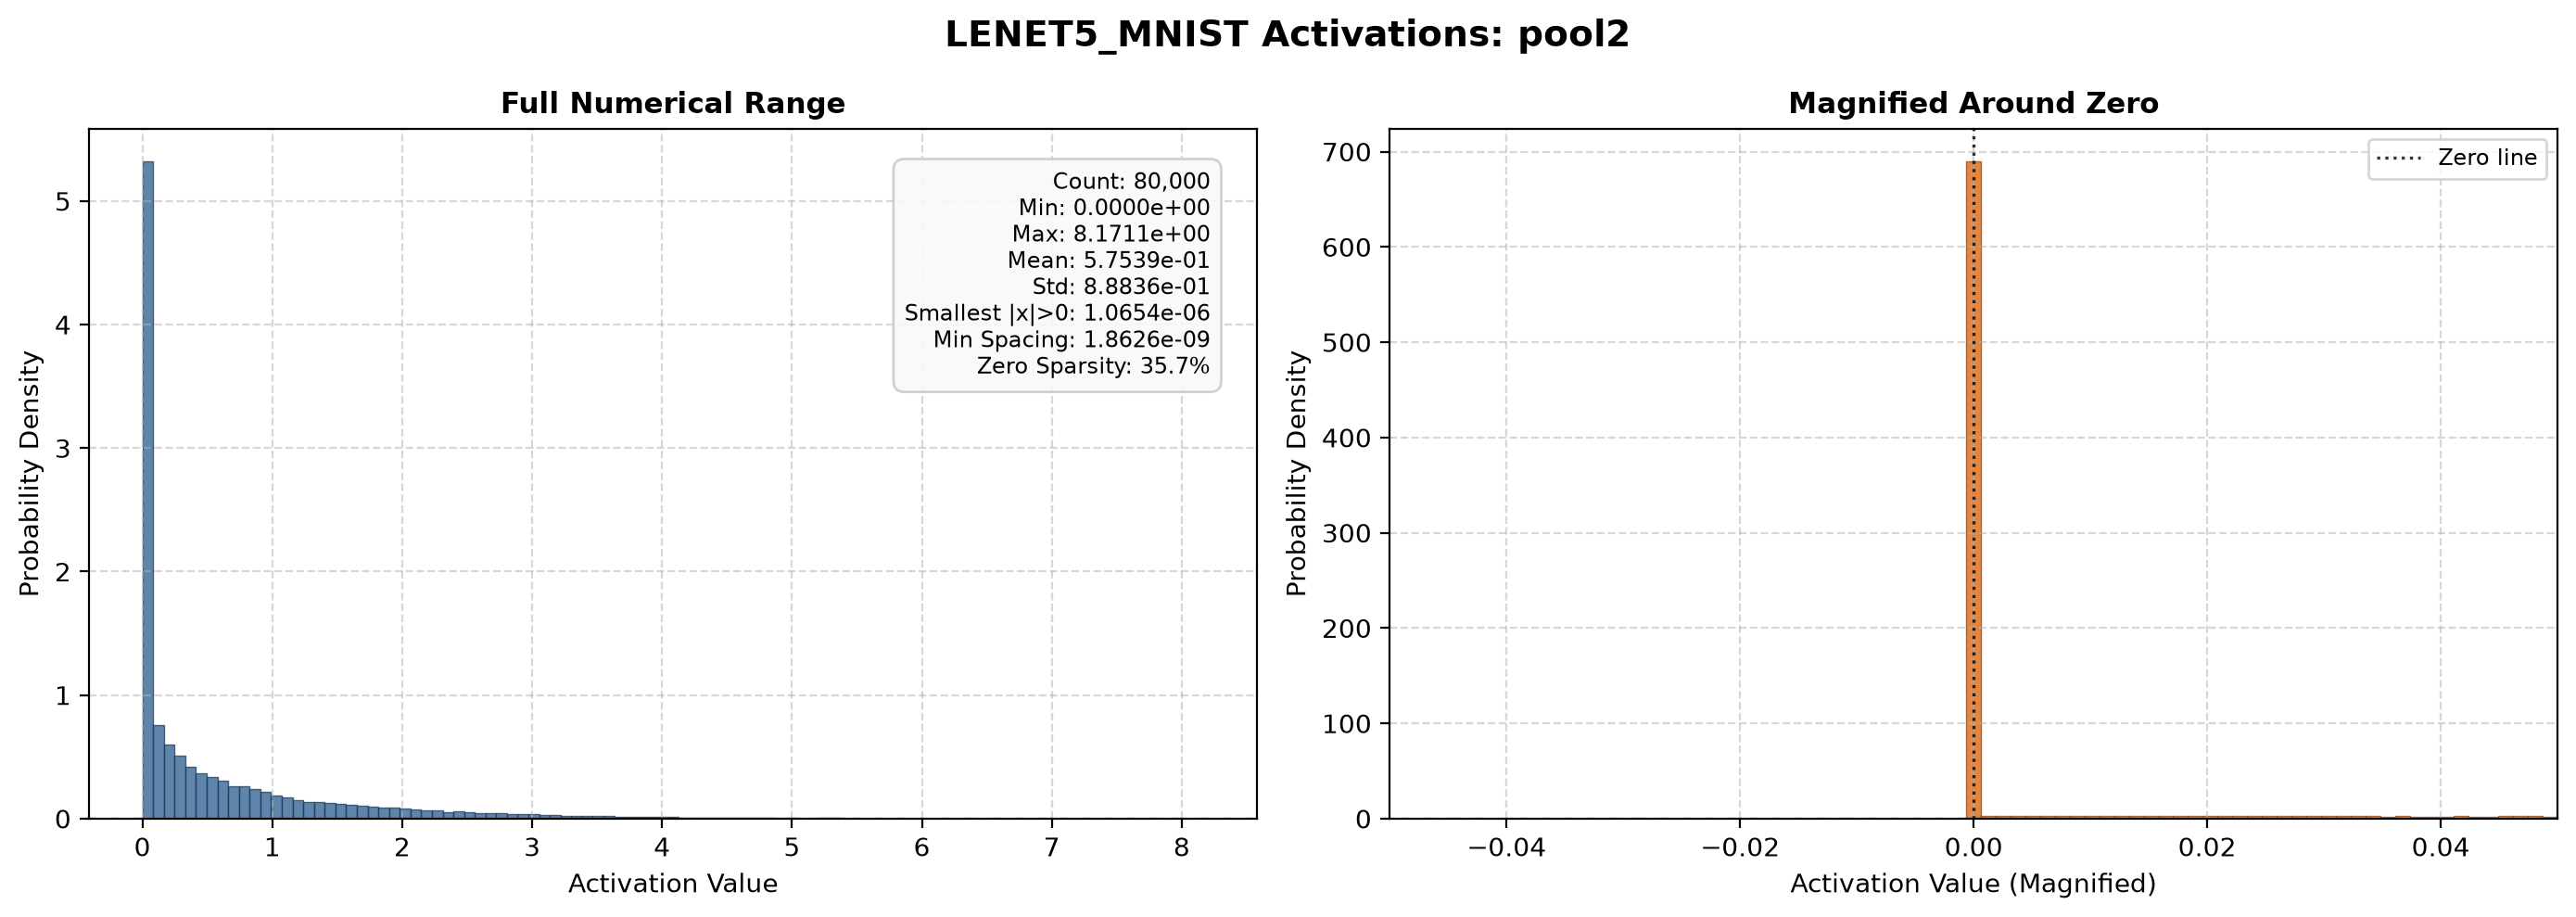 LENET5_MNIST Activations: pool2
Full Numerical Range
Probability Density
5
4
3
2
1
0
0 1 2 3 4 5 6 7 8
Activation Value
Count: 80,000
Min: 0.0000e+00
Max: 8.1711e+00
Mean: 5.7539e-01
Std: 8.8836e-01
Smallest |x|>0: 1.0654e-06
Min Spacing: 1.8626e-09
Zero Sparsity: 35.7%
Magnified Around Zero
Probability Density
700
600
500
400
300
200
100
0
−0.04 −0.02 0.00 0.02 0.04
Activation Value (Magnified)
Zero line